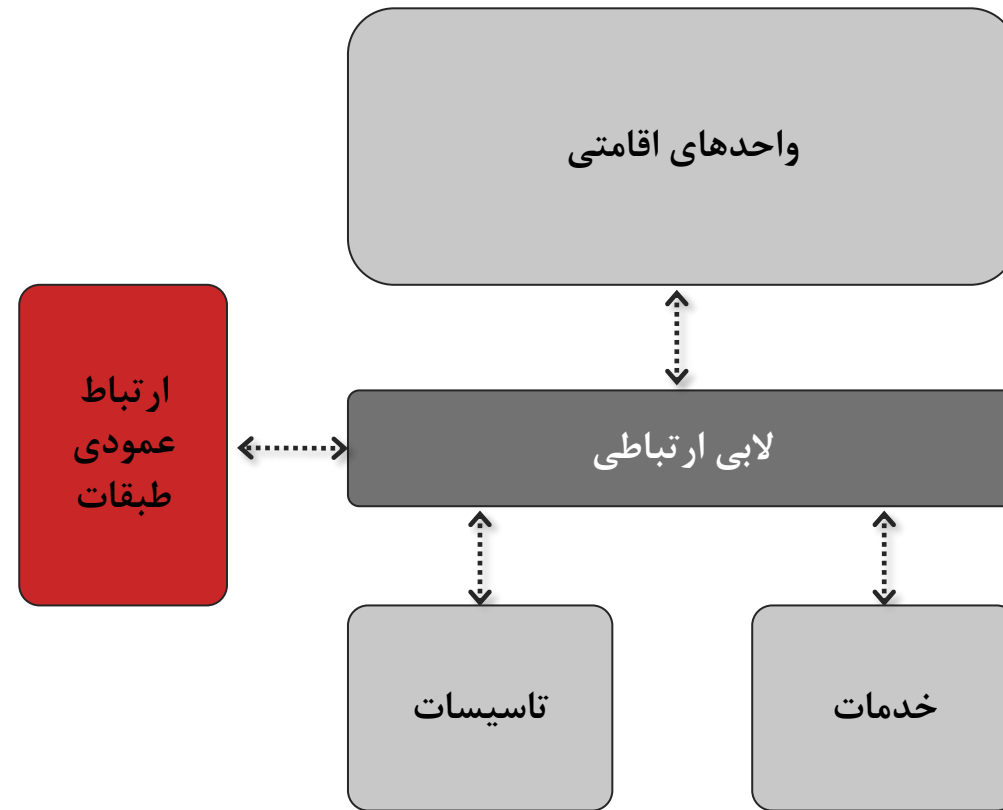 واحدهای اقامتی
ارتباط
عمودی
طبقات
لابی ارتباطی
تاسیسات
خدمات